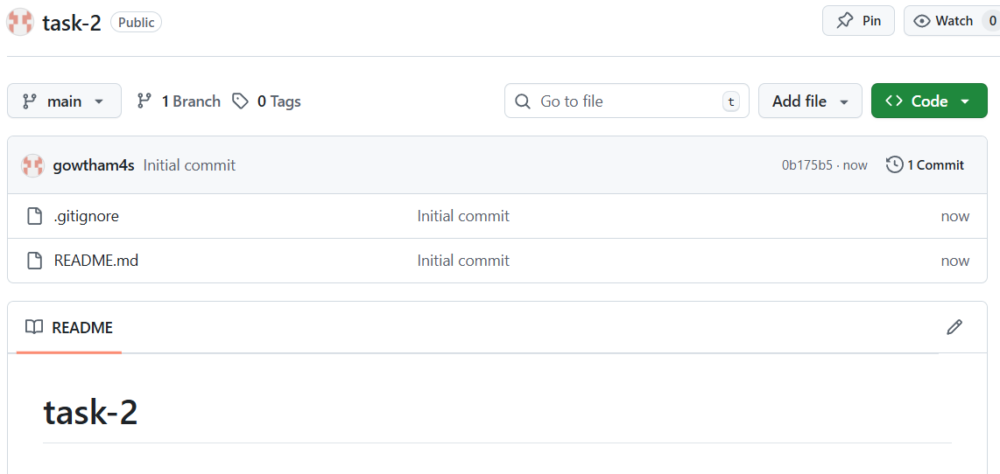 task-2 Public Pin Watch 0
main 1 Branch 0 Tags Go to file t Add file Code
gowtham4s Initial commit 0b175b5 · now 1 Commit
.gitignore Initial commit now
README.md Initial commit now
README
task-2